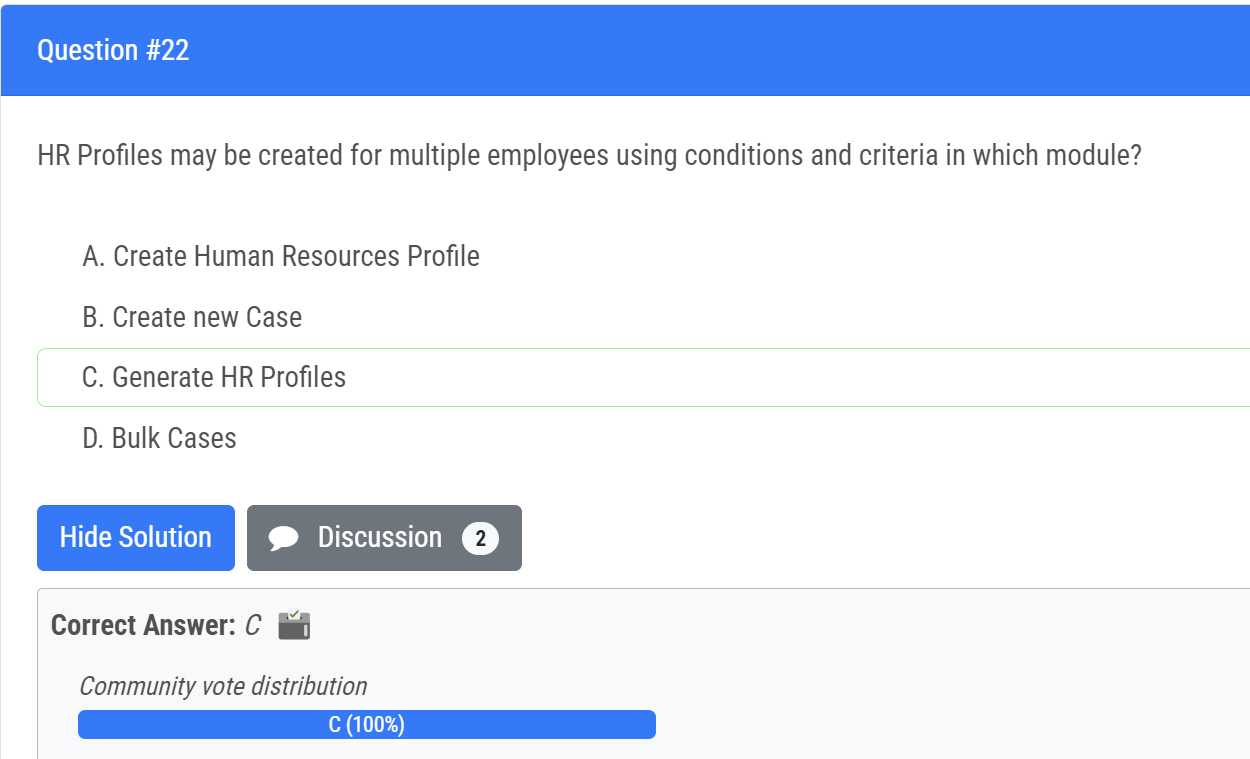 Question #22
HR Profiles may be created for multiple employees using conditions and criteria in which module?
A. Create Human Resources Profile
B. Create new Case
C. Generate HR Profiles
D. Bulk Cases
Hide Solution
Discussion 2
Correct Answer: C
Community vote distribution
C (100%)